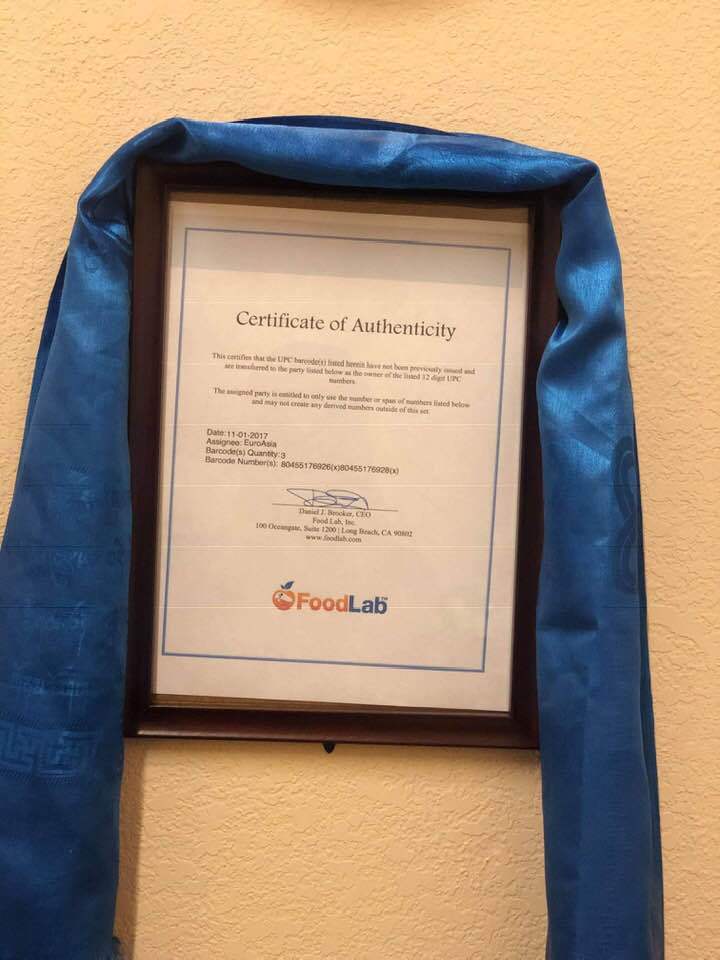 Certificate of Authenticity
This certifies that the UPC barcode(s) listed herein have not been previously issued and
are transferred to the party listed below as the owner of the listed 12 digit UPC
numbers.
The assigned party is entitled to only use the number or span of numbers listed below
and may not create any derived numbers outside of this set.
Date: 11-01-2017
Assignee: EuroAsia
Barcode(s) Quantity: 3
Barcode Number(s): 80455176926(x)80455176928(x)
Daniel J. Brooker, CEO
Food Lab, Inc.
100 Oceangate, Suite 1200 | Long Beach, CA 90802
www.foodlab.com
FoodLab™